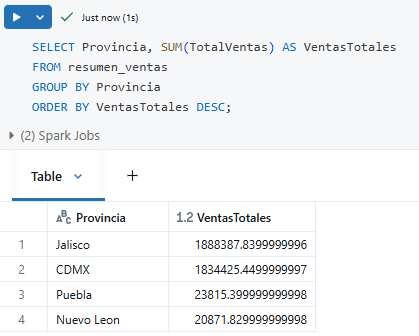 Just now (1s)
SELECT Provincia, SUM(TotalVentas) AS VentasTotales
FROM resumen_ventas
GROUP BY Provincia
ORDER BY VentasTotales DESC;
(2) Spark Jobs
Table
ABC Provincia 1.2 VentasTotales
1 Jalisco 1888387.8399999996
2 CDMX 1834425.4499999997
3 Puebla 23815.399999999998
4 Nuevo Leon 20871.829999999998